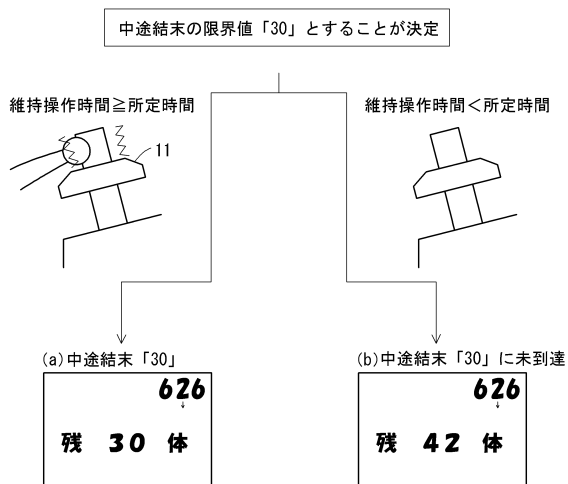 中途結末の限界値「30」とすることが決定
維持操作時間≧所定時間
維持操作時間＜所定時間
11
(a)中途結末「30」
(b)中途結末「30」に未到達
626
残 30 体
626
残 42 体